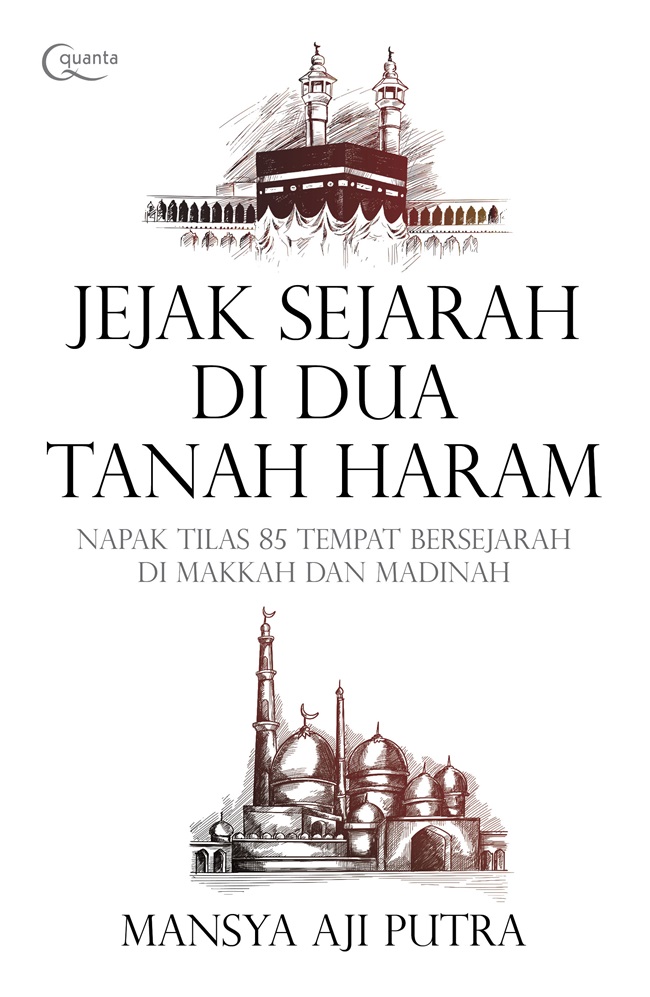 quanta
JEJAK SEJARAH
DI DUA
TANAH HARAM
NAPAK TILAS 85 TEMPAT BERSEJARAH
DI MAKKAH DAN MADINAH
MANSYA AJI PUTRA